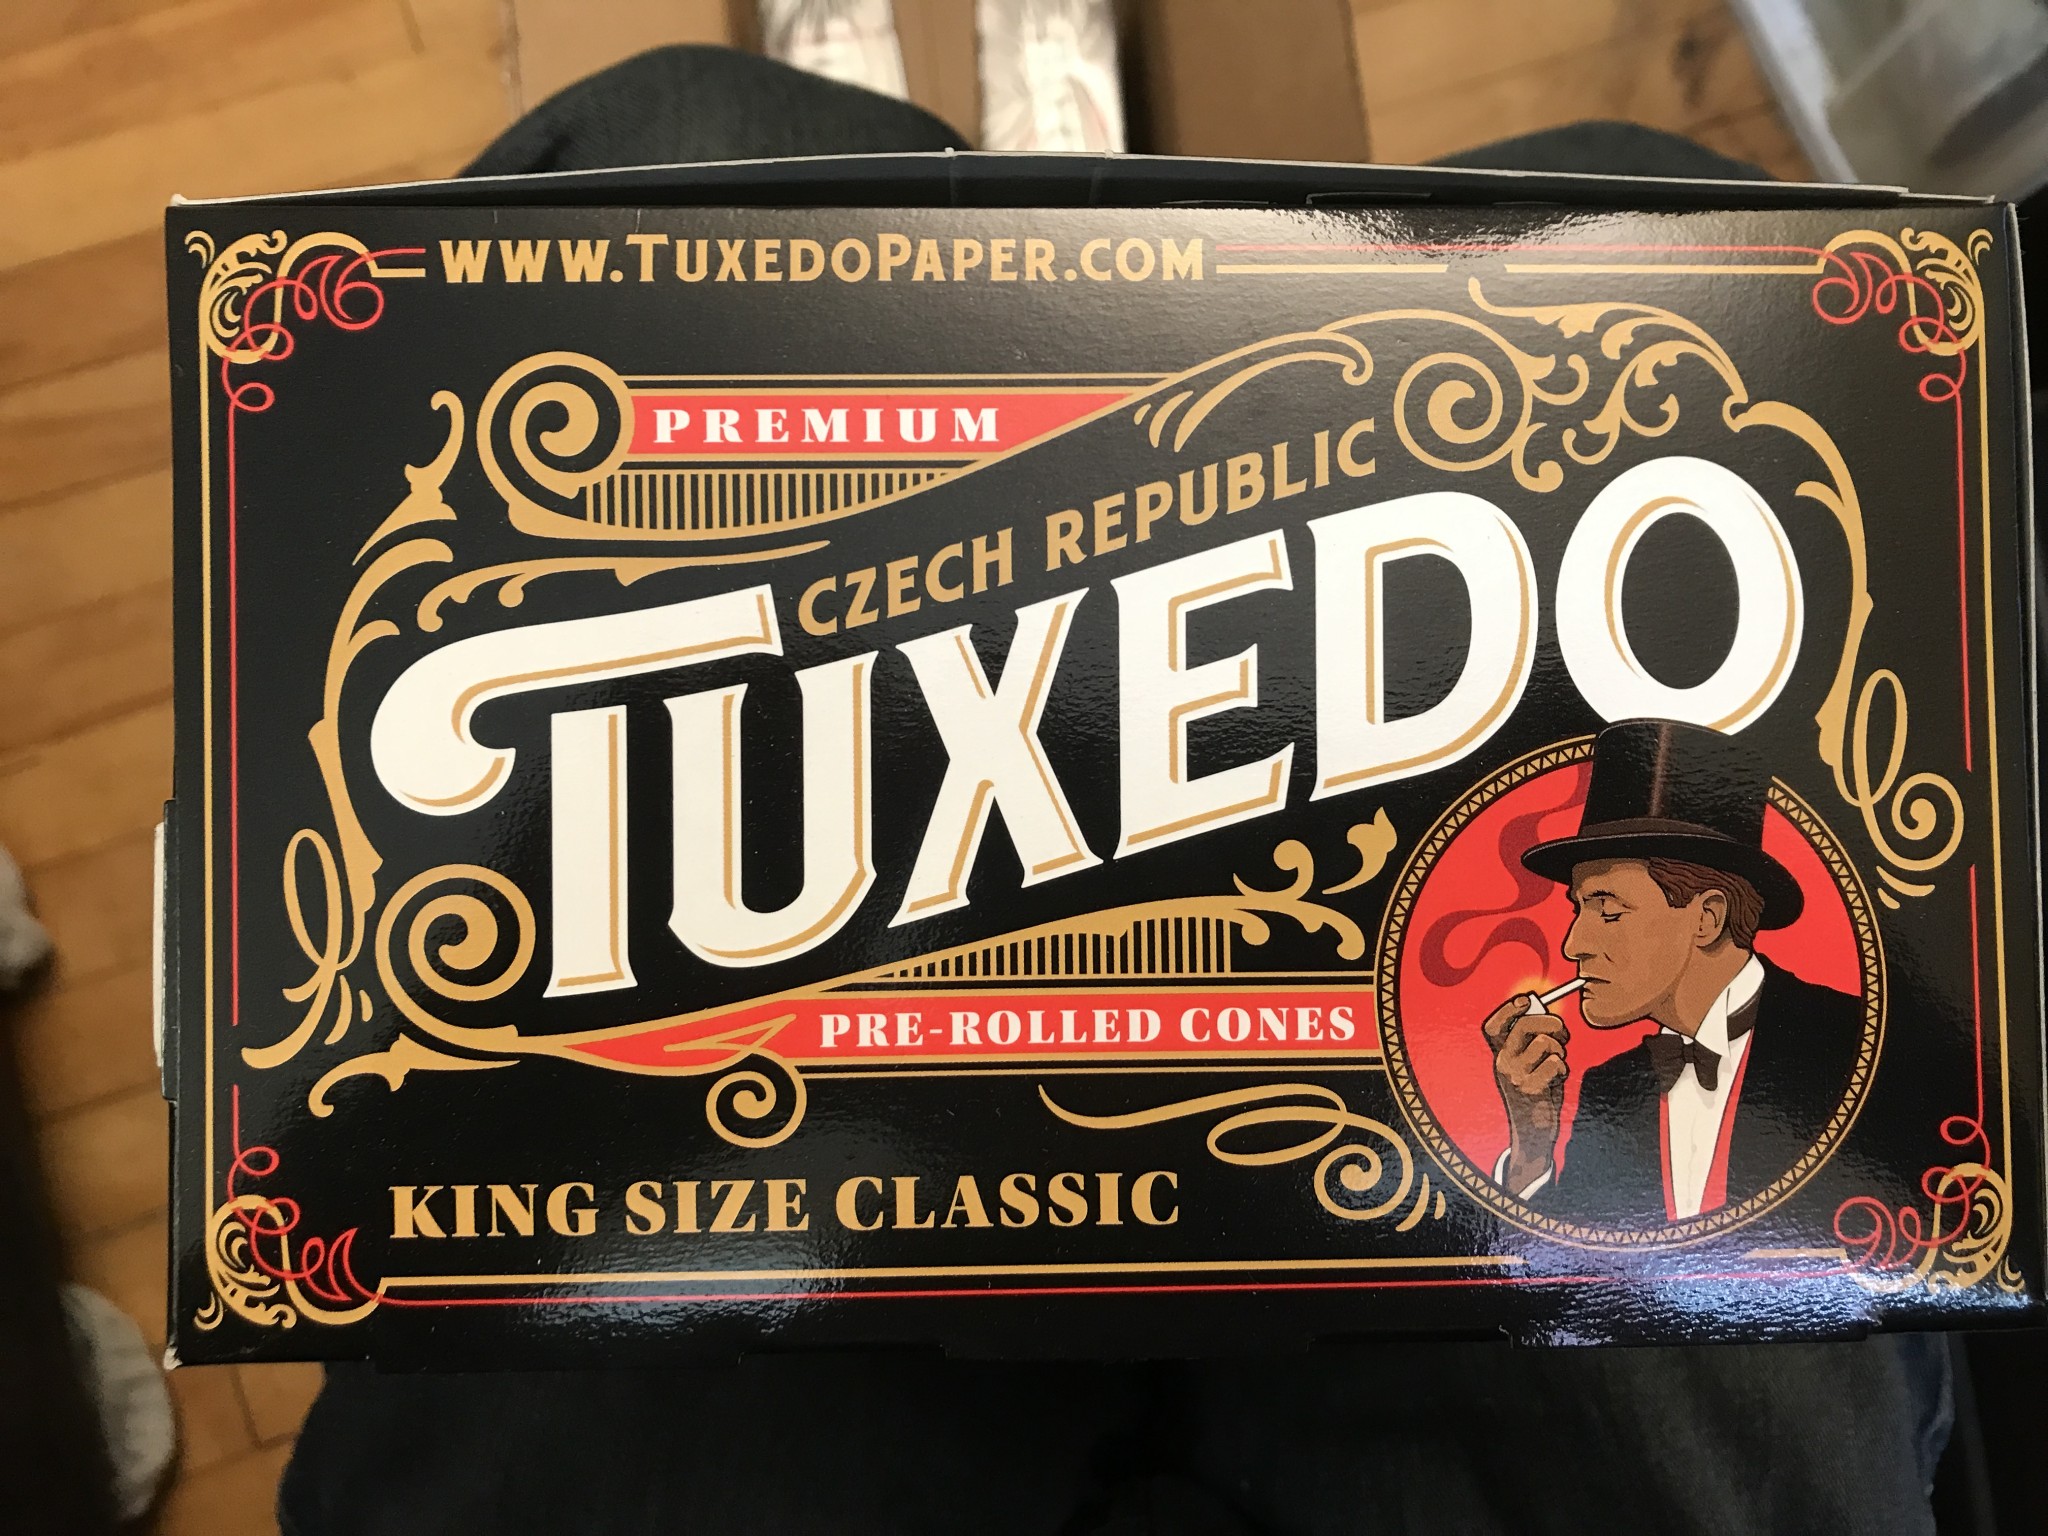 www.TuxedoPaper.com
PREMIUM
CZECH REPUBLIC
TUXEDO
PRE-ROLLED CONES
KING SIZE CLASSIC